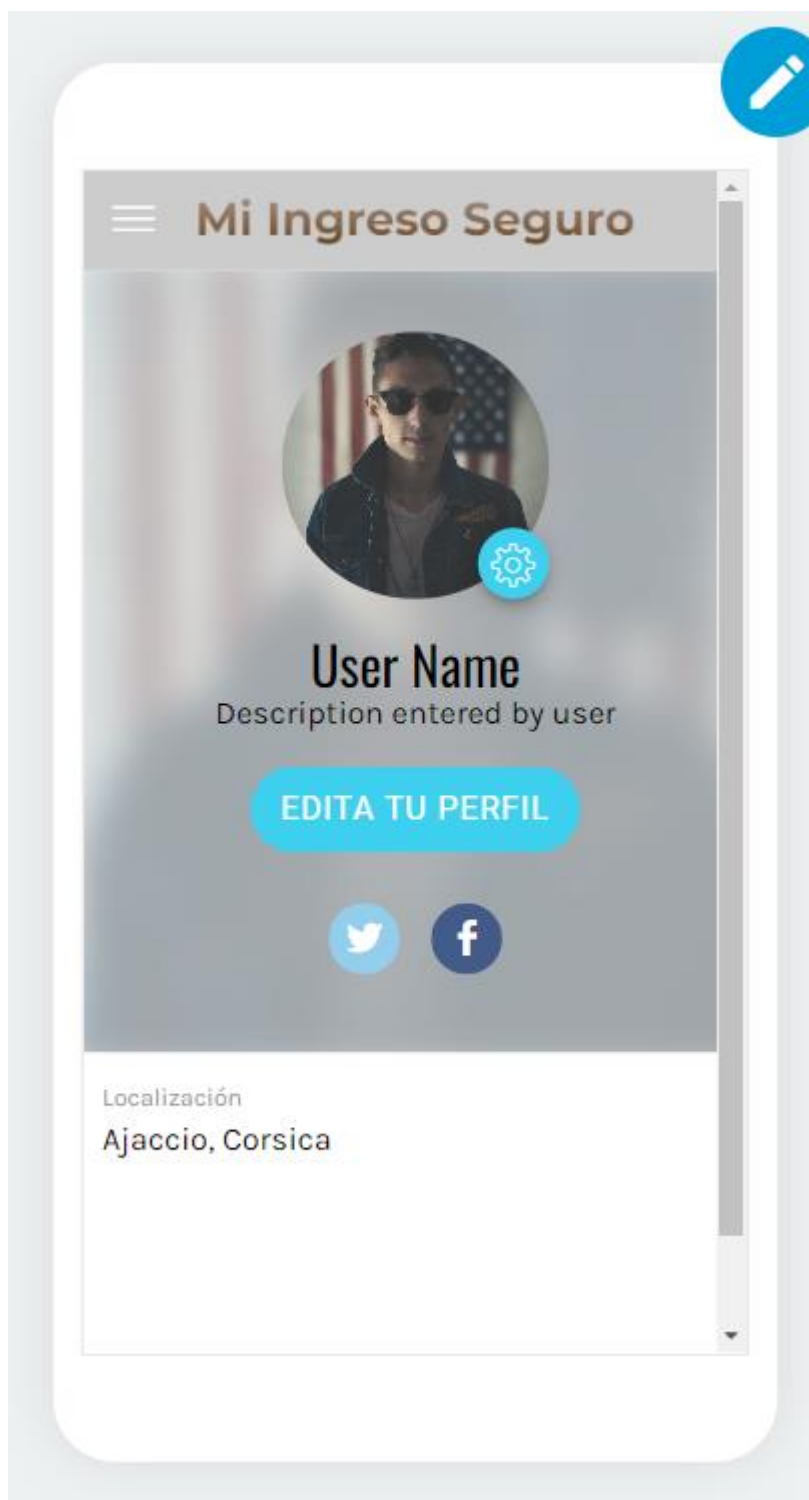 Mi Ingreso Seguro
User Name
Description entered by user
EDITA TU PERFIL
Localización
Ajaccio, Corsica